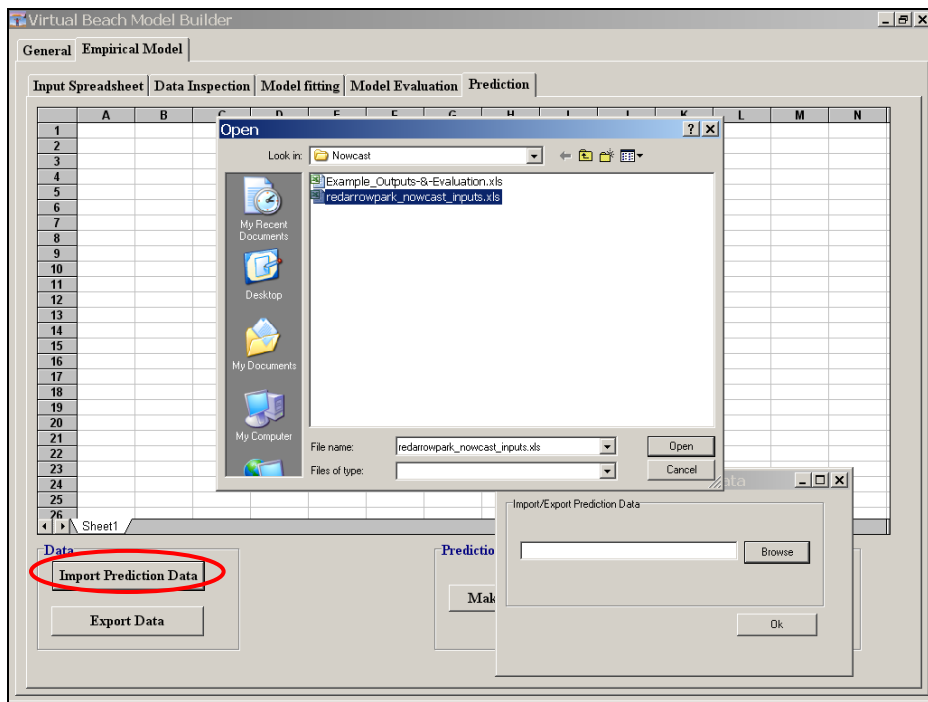 Virtual Beach Model Builder
General Empirical Model
Input Spreadsheet Data Inspection Model fitting Model Evaluation Prediction
A B C D E F G H I J K L M N
1
2
3
4
5
6
7
8
9
10
11
12
13
14
15
16
17
18
19
20
21
22
23
24
25
26
Open
Look in: Nowcast
Example_Outputs-&-Evaluation.xls
redarrowpark_nowcast_inputs.xls
My Recent
Documents
Desktop
My Documents
My Computer
File name: redarrowpark_nowcast_inputs.xls Open
Files of type: Cancel
Sheet1
ata
Import/Export Prediction Data
Browse
Ok
Data
Import Prediction Data
Export Data
Predictio
Mak